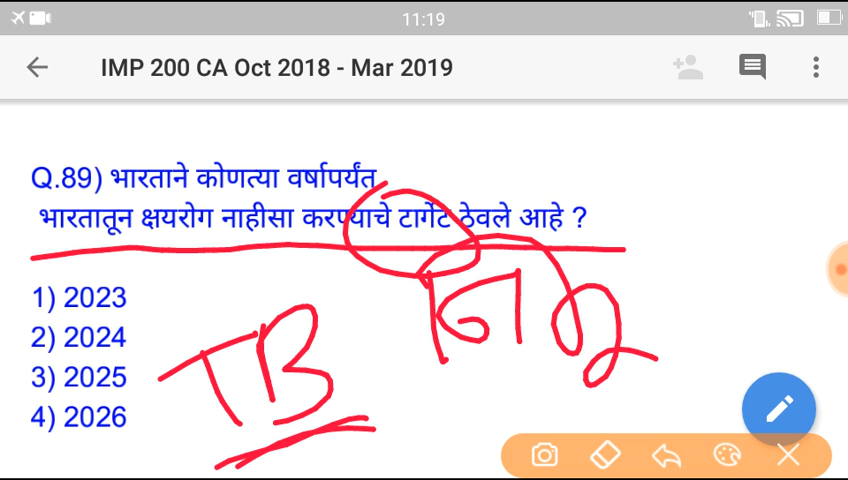 11:19
IMP 200 CA Oct 2018 - Mar 2019
Q.89) भारताने कोणत्या वर्षापर्यंत
भारतातून क्षयरोग नाहीसा करण्याचे टार्गेट ठेवले आहे ?
1) 2023
2) 2024
3) 2025
4) 2026
TB